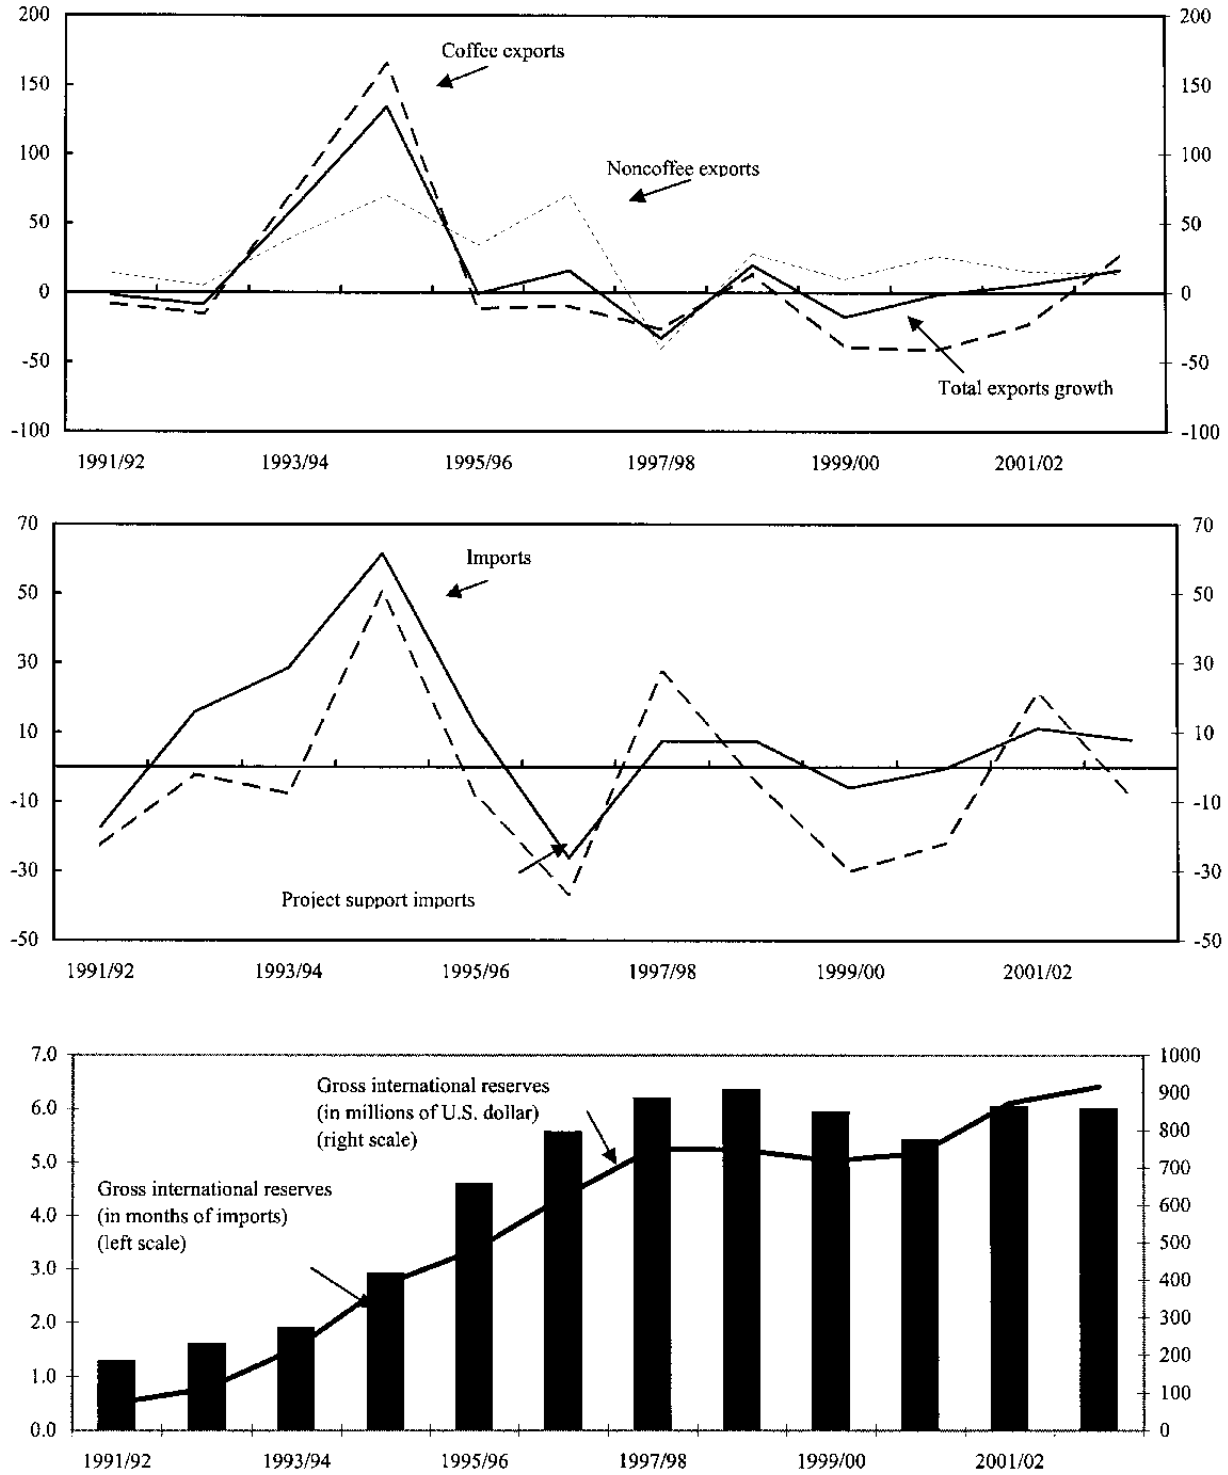 200 200
Coffee exports
150 150
100 100
Noncoffee exports
50 50
0 0
-50 -50
Total exports growth
-100 -100
1991/92 1993/94 1995/96 1997/98 1999/00 2001/02
70 70
Imports
50 50
30 30
10 10
-10 -10
-30 -30
Project support imports
-50 -50
1991/92 1993/94 1995/96 1997/98 1999/00 2001/02
7.0 1000
Gross international reserves 900
6.0 (in millions of U.S. dollar)
(right scale) 800
5.0 700
Gross international reserves
600
4.0 (in months of imports)
(left scale) 500
3.0 400
2.0 300
1.0 200
100
0.0 0
1991/92 1993/94 1995/96 1997/98 1999/00 2001/02